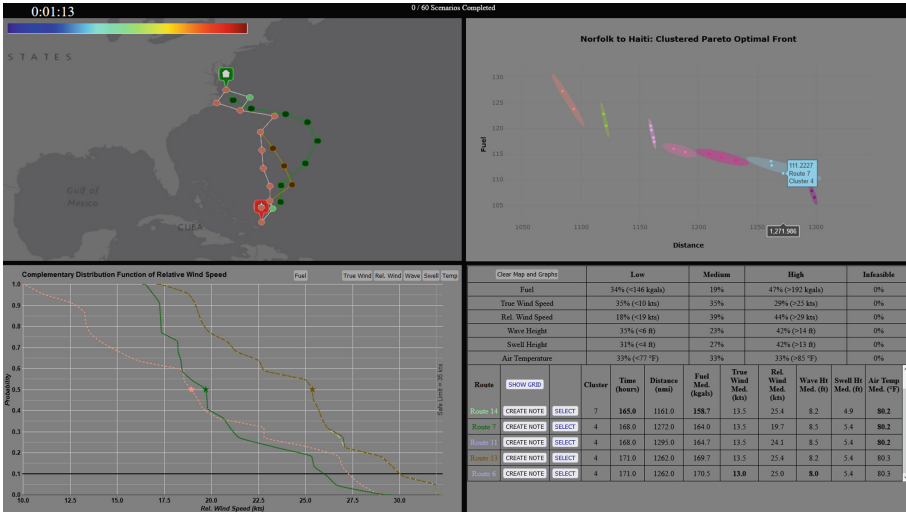 0:01:13
0 / 60 Scenarios Completed
STATES
Gulf of
Mexico
CUBA
Norfolk to Haiti: Clustered Pareto Optimal Front
Fuel
130
125
120
115
110
105
1050
1100
1150
1200
1250
1300
111.2227
Route 7
Cluster 4
1,271.986
Distance
Complementary Distribution Function of Relative Wind Speed
Fuel
True Wind
Rel. Wind
Wave
Swell
Temp
Probability
1.0
0.9
0.8
0.7
0.6
0.5
0.4
0.3
0.2
0.1
0.0
10.0 12.5 15.0 17.5 20.0 22.5 25.0 27.5 30.0
Rel. Wind Speed (kts)
Safe Limit = 35 kts
Clear Map and Graphs Low Medium High Infeasible
Fuel 34% (<146 kgals) 19% 47% (>192 kgals) 0%
True Wind Speed 35% (<10 kts) 35% 29% (>25 kts) 0%
Rel. Wind Speed 18% (<19 kts) 39% 44% (>29 kts) 0%
Wave Height 35% (<6 ft) 23% 42% (>14 ft) 0%
Swell Height 31% (<4 ft) 27% 42% (>13 ft) 0%
Air Temperature 33% (<77 °F) 33% 33% (>85 °F) 0%
Route SHOW GRID Cluster Time (hours) Distance (nmi) Fuel Med. (kgals) True Wind Med. (kts) Rel. Wind Med. (kts) Wave Ht Med. (ft) Swell Ht Med. (ft) Air Temp Med. (°F)
Route 14 CREATE NOTE SELECT 7 165.0 1161.0 158.7 13.5 25.4 8.2 4.9 80.2
Route 7 CREATE NOTE SELECT 4 168.0 1272.0 164.0 13.5 19.7 8.5 5.4 80.2
Route 11 CREATE NOTE SELECT 4 168.0 1295.0 164.7 13.5 24.1 8.5 5.4 80.2
Route 13 CREATE NOTE SELECT 4 171.0 1262.0 169.7 13.5 25.4 8.2 5.4 80.3
Route 6 CREATE NOTE SELECT 4 171.0 1262.0 170.5 13.0 25.0 8.0 5.4 80.3